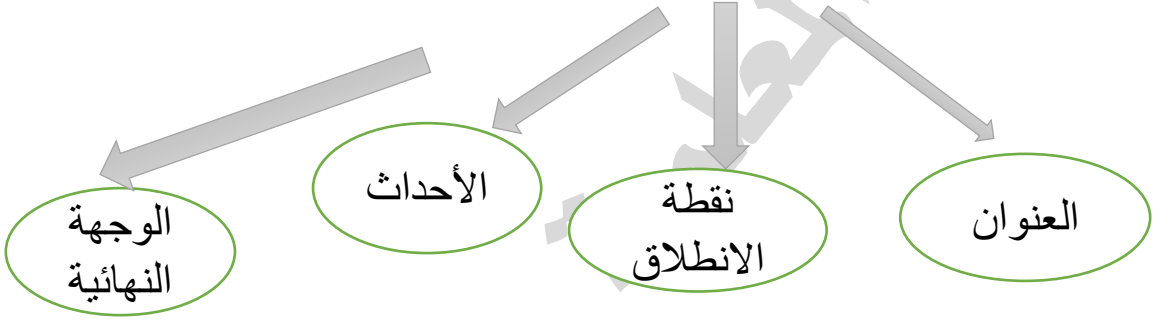 العنوان
نقطة
الانطلاق
الأحداث
الوجهة
النهائية